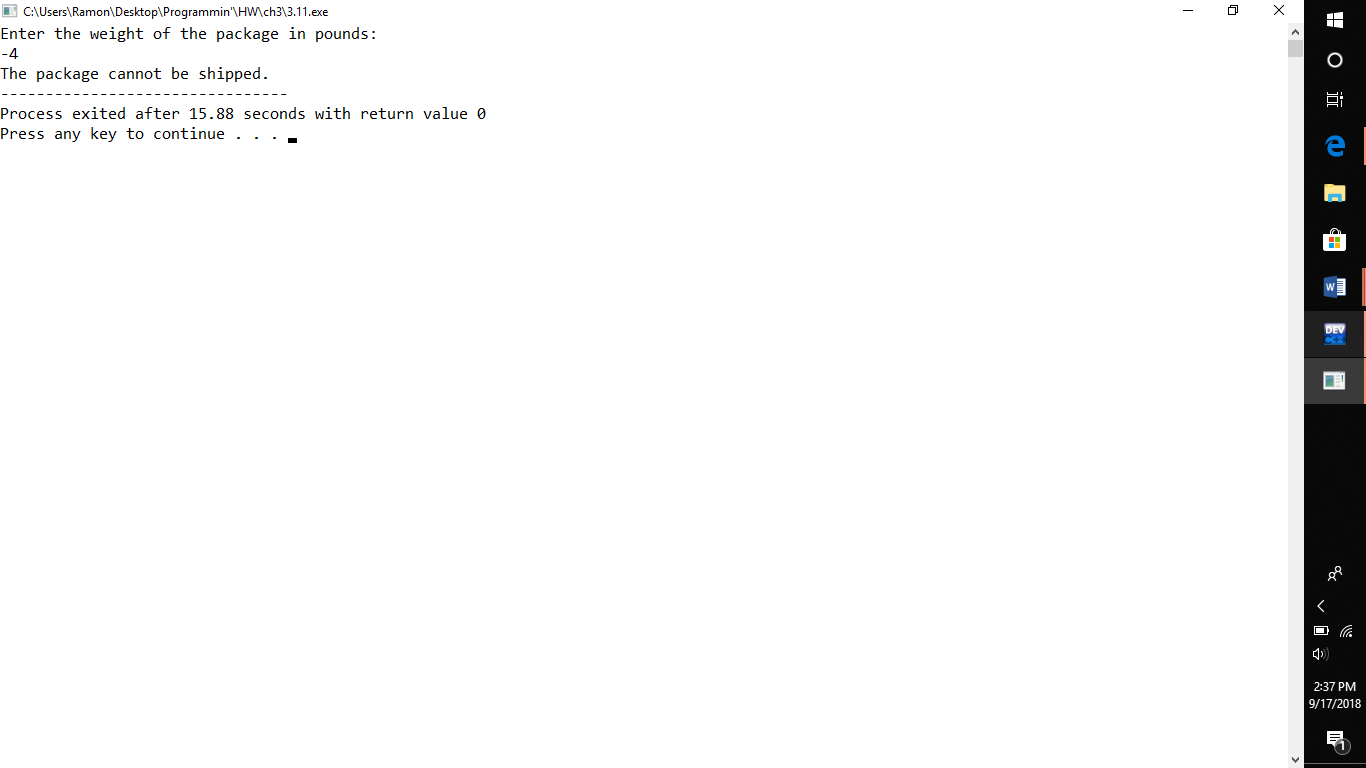 C:\Users\Ramon\Desktop\Programmin'\HW\ch3\3.11.exe
Enter the weight of the package in pounds:
-4
The package cannot be shipped.
--------------------------------
Process exited after 15.88 seconds with return value 0
Press any key to continue . . .
W
DEV
2:37 PM
9/17/2018
1